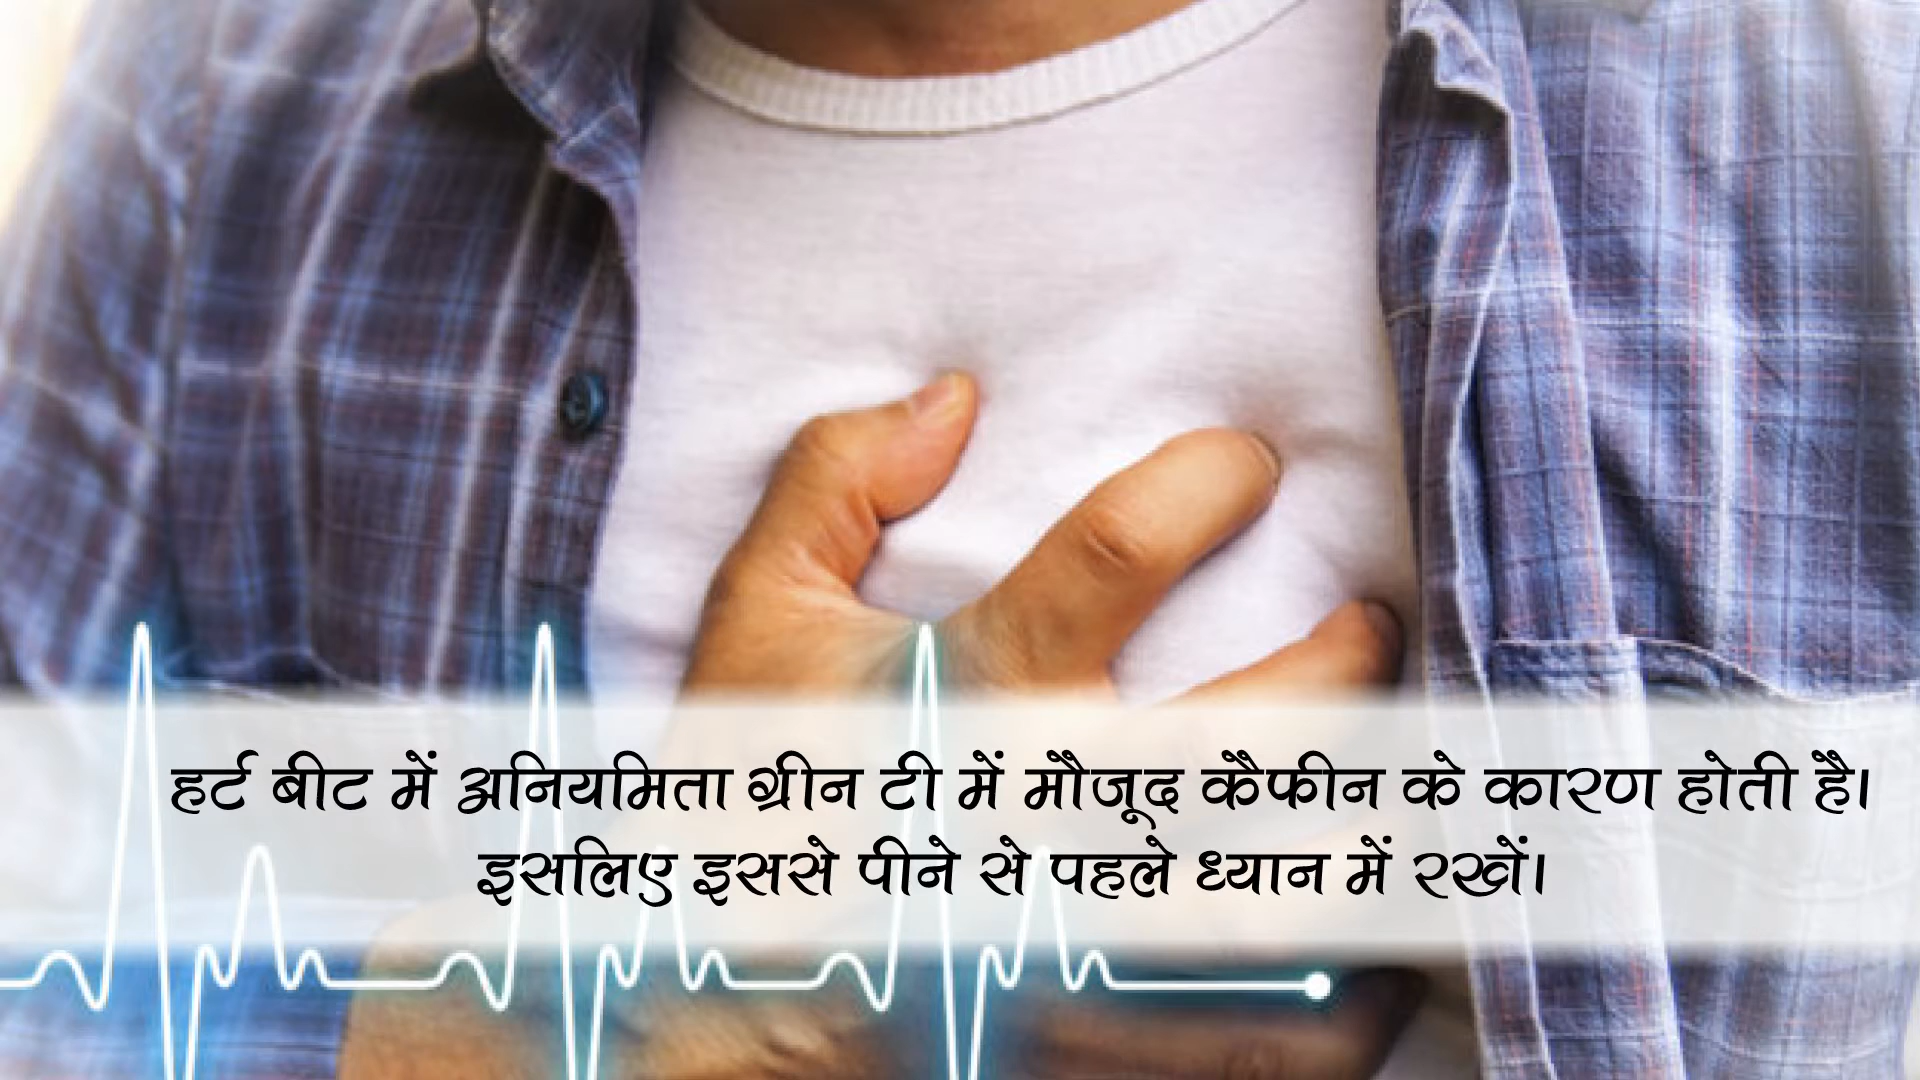 हर्ट बीट में अनियमिता ग्रीन टी में मौजूद कैफीन के कारण होती है।
इसलिए इससे पीने से पहले ध्यान में रखें।